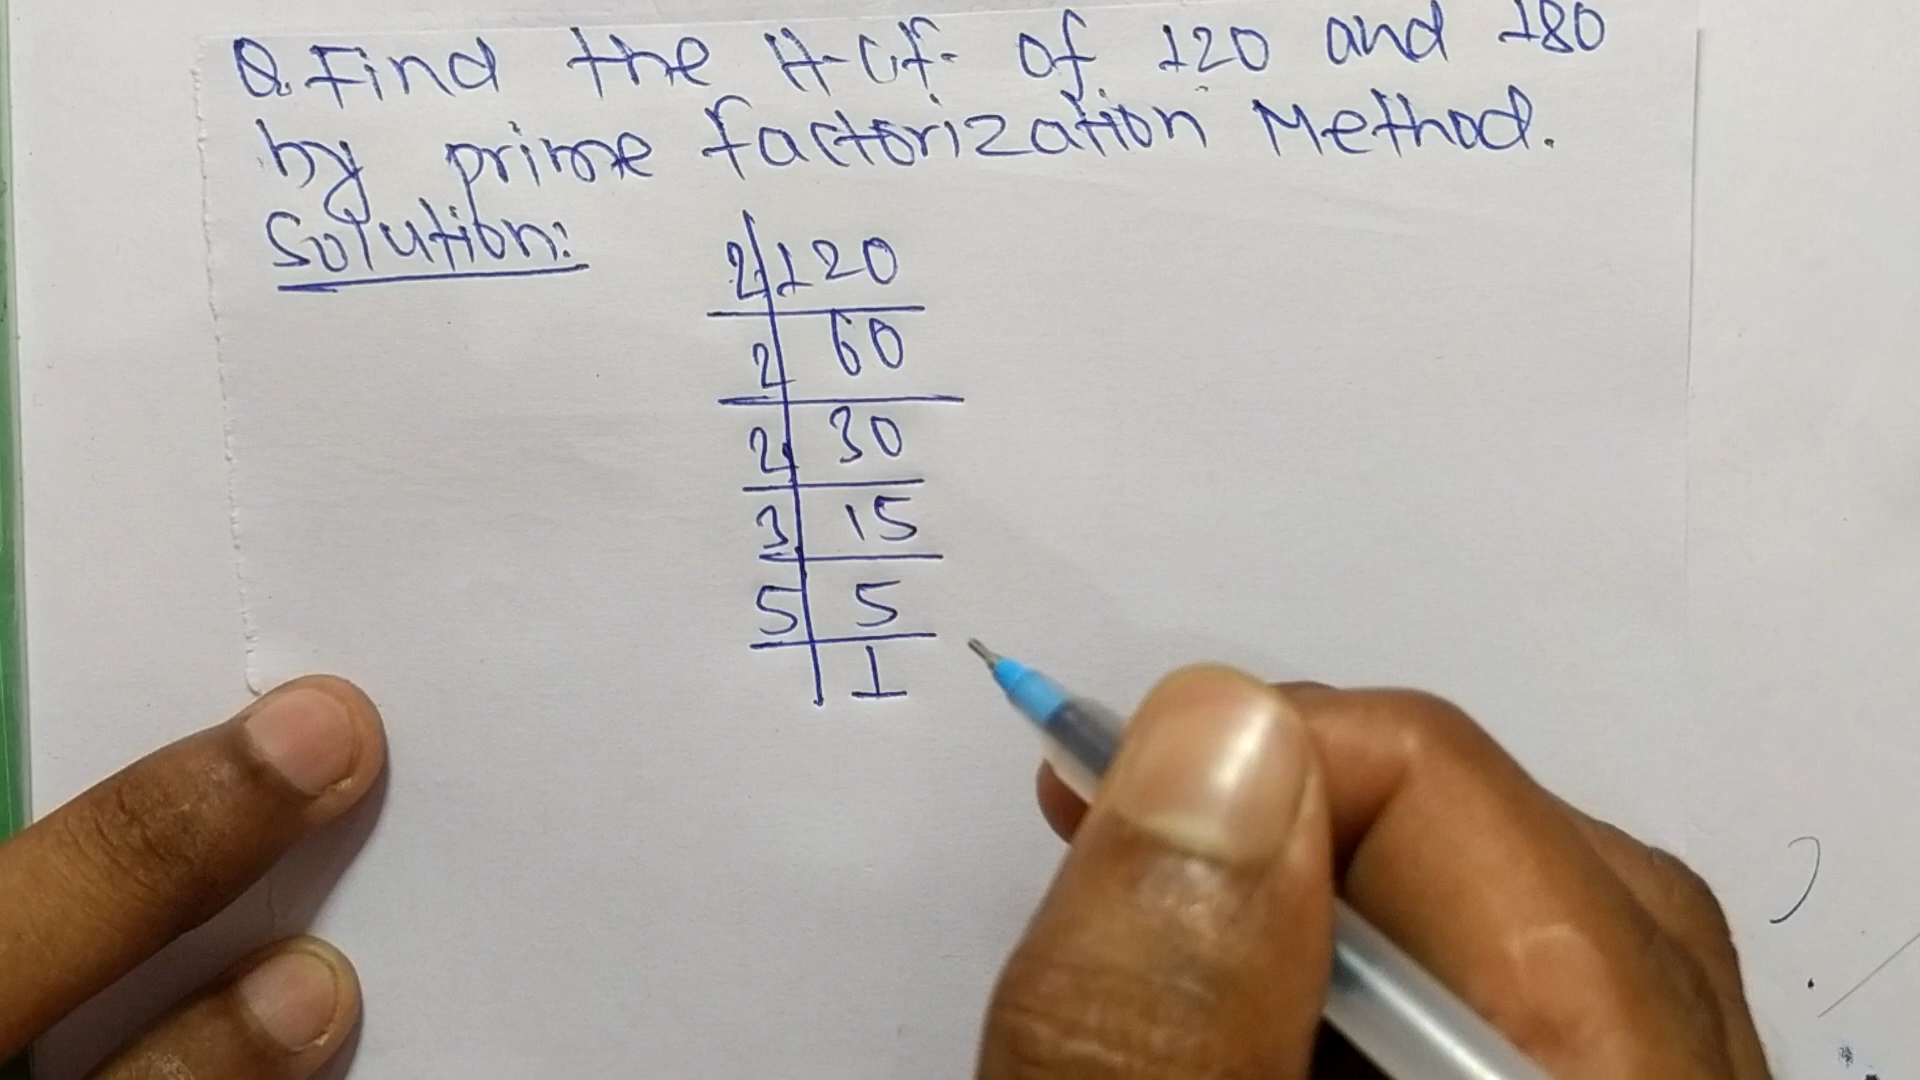 Q. Find the H.C.F. of 120 and 180
by prime factorization Method.
Solution:
2 120
2 60
2 30
3 15
5 5
1